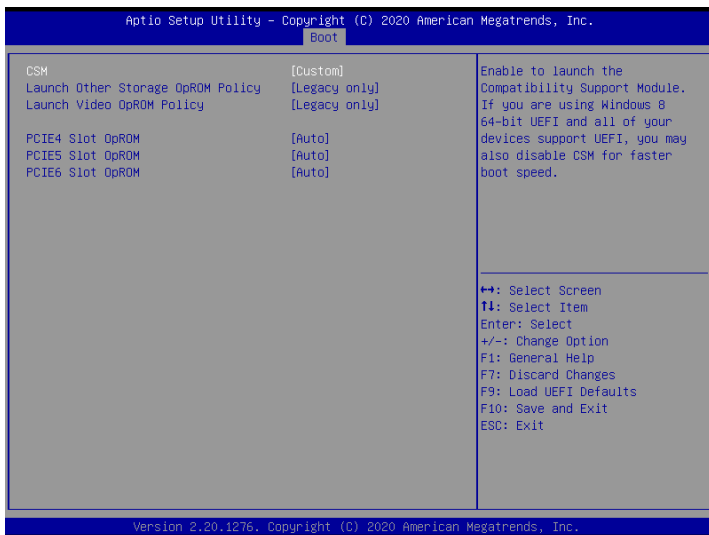 Aptio Setup Utility – Copyright (C) 2020 American Megatrends, Inc.
Boot
CSM [Custom]
Launch Other Storage OpROM Policy [Legacy only]
Launch Video OpROM Policy [Legacy only]
PCIE4 Slot OpROM [Auto]
PCIE5 Slot OpROM [Auto]
PCIE6 Slot OpROM [Auto]
Enable to launch the
Compatibility Support Module.
If you are using Windows 8
64-bit UEFI and all of your
devices support UEFI, you may
also disable CSM for faster
boot speed.
↔: Select Screen
↑↓: Select Item
Enter: Select
+/-: Change Option
F1: General Help
F7: Discard Changes
F9: Load UEFI Defaults
F10: Save and Exit
ESC: Exit
Version 2.20.1276. Copyright (C) 2020 American Megatrends, Inc.